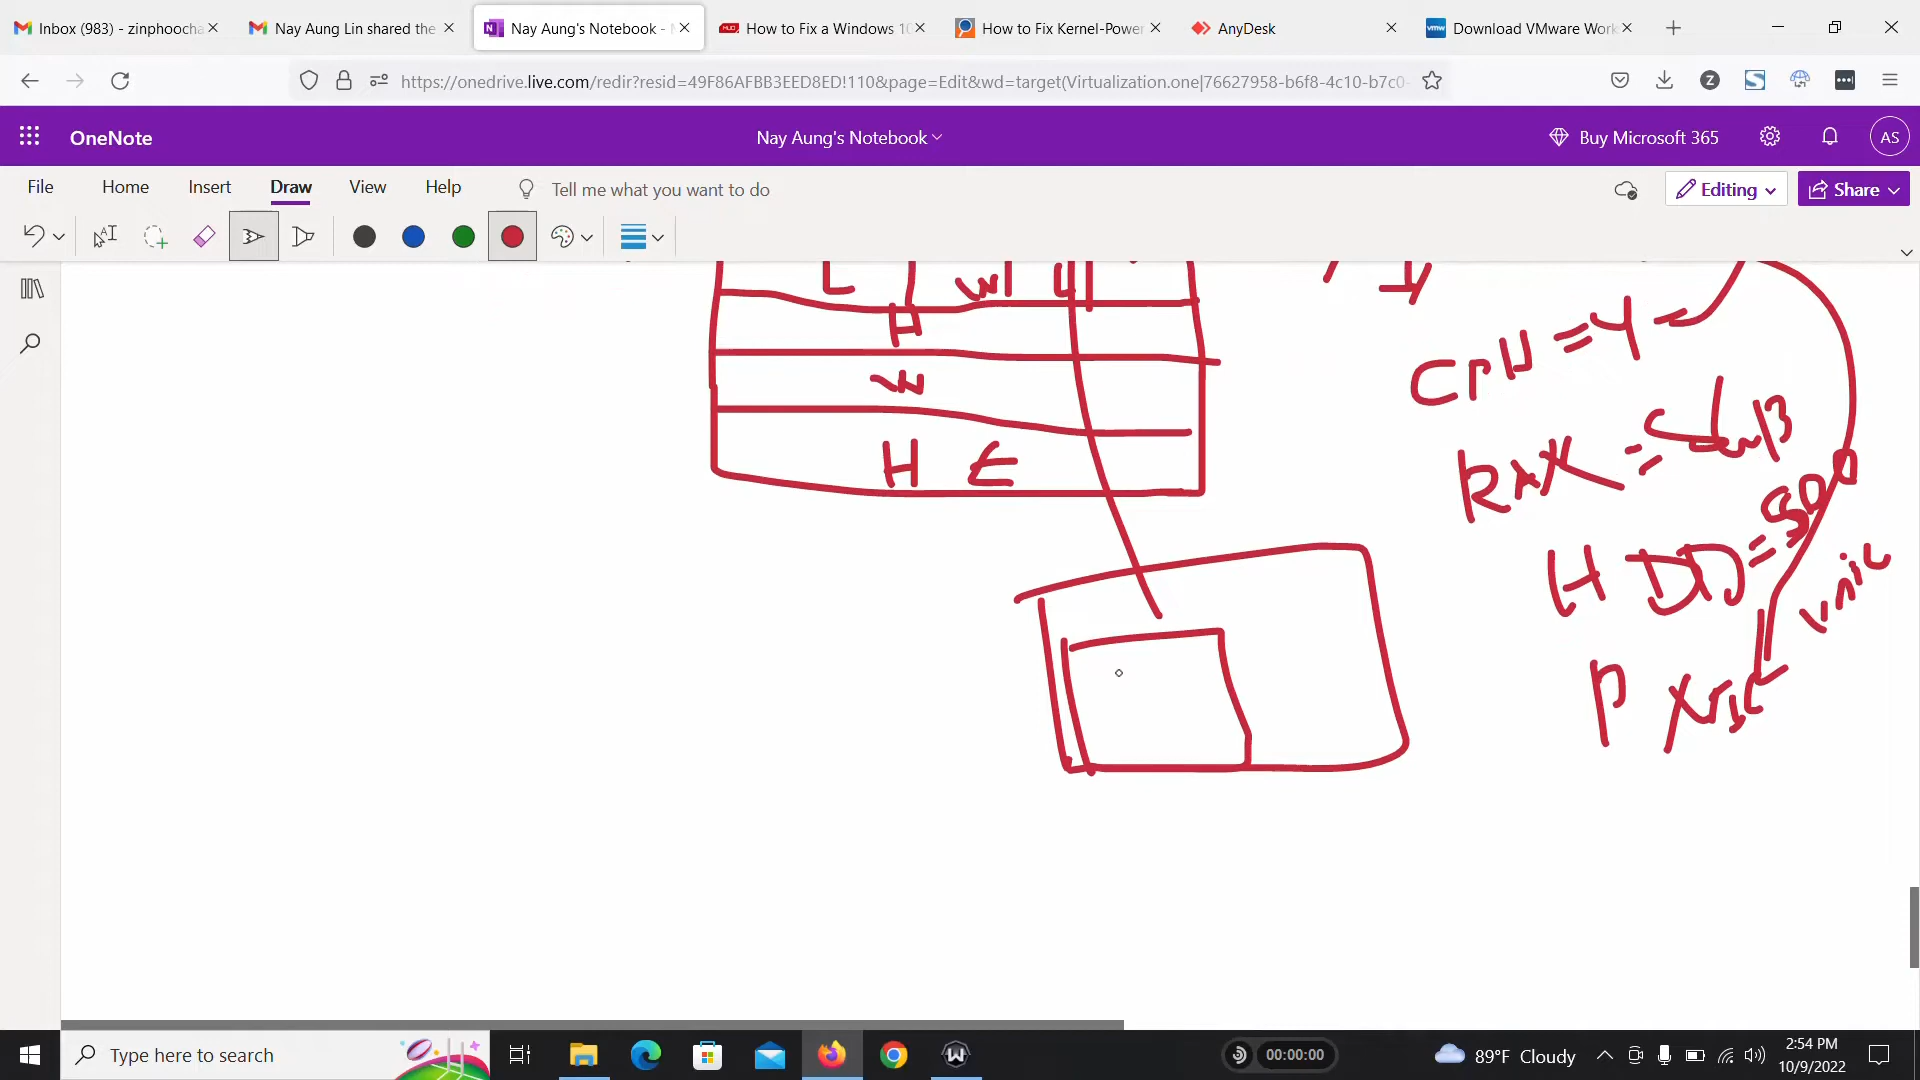 Inbox (983) - zinphoocha
Nay Aung Lin shared the
Nay Aung's Notebook -
How to Fix a Windows 10
How to Fix Kernel-Power
AnyDesk
Download VMware Work
https://onedrive.live.com/redir?resid=49F86AFBB3EED8ED!110&page=Edit&wd=target(Virtualization.one|76627958-b6f8-4c10-b7c0-
OneNote
Nay Aung's Notebook
Buy Microsoft 365
AS
File
Home
Insert
Draw
View
Help
Tell me what you want to do
Editing
Share
L
W
H
W
H E
CPU = 4
HDD = 500
vnic
P
Type here to search
00:00:00
89°F Cloudy
2:54 PM
10/9/2022